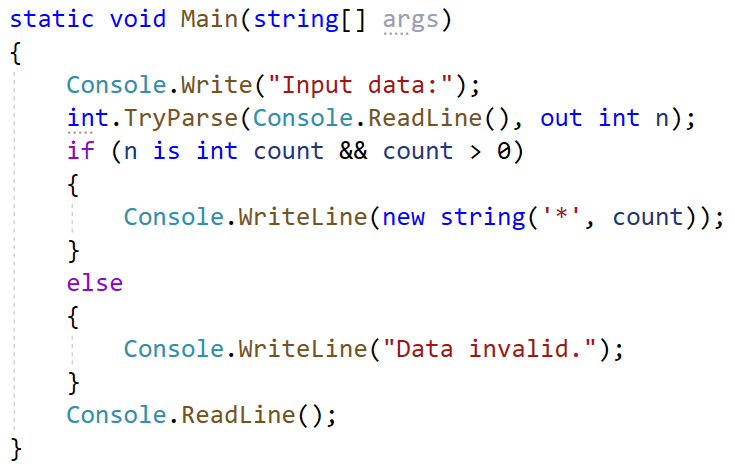 static void Main(string[] args)
{
    Console.Write("Input data:");
    int.TryParse(Console.ReadLine(), out int n);
    if (n is int count && count > 0)
    {
        Console.WriteLine(new string('*', count));
    }
    else
    {
        Console.WriteLine("Data invalid.");
    }
    Console.ReadLine();
}